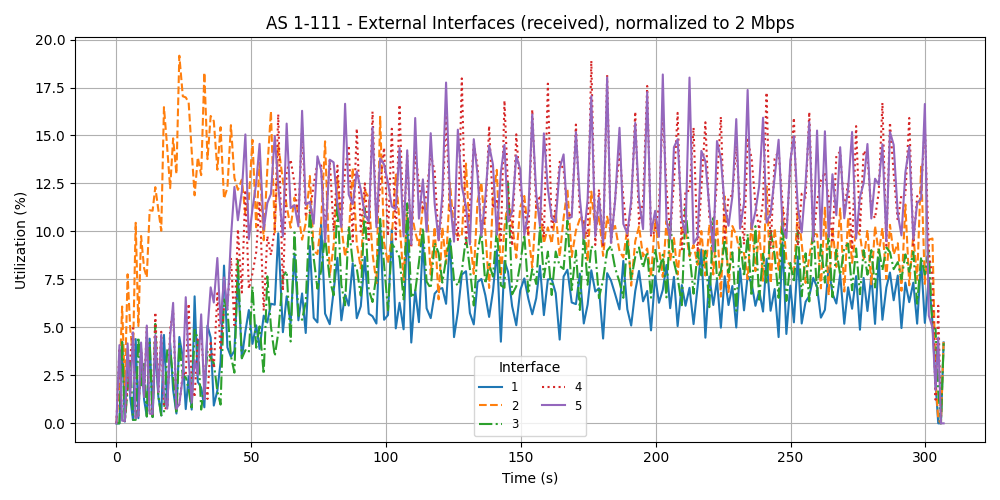 AS 1-111 - External Interfaces (received), normalized to 2 Mbps
Utilization (%)
20.0
17.5
15.0
12.5
10.0
7.5
5.0
2.5
0.0
0 50 100 150 200 250 300
Time (s)
Interface
1 4
2 5
3